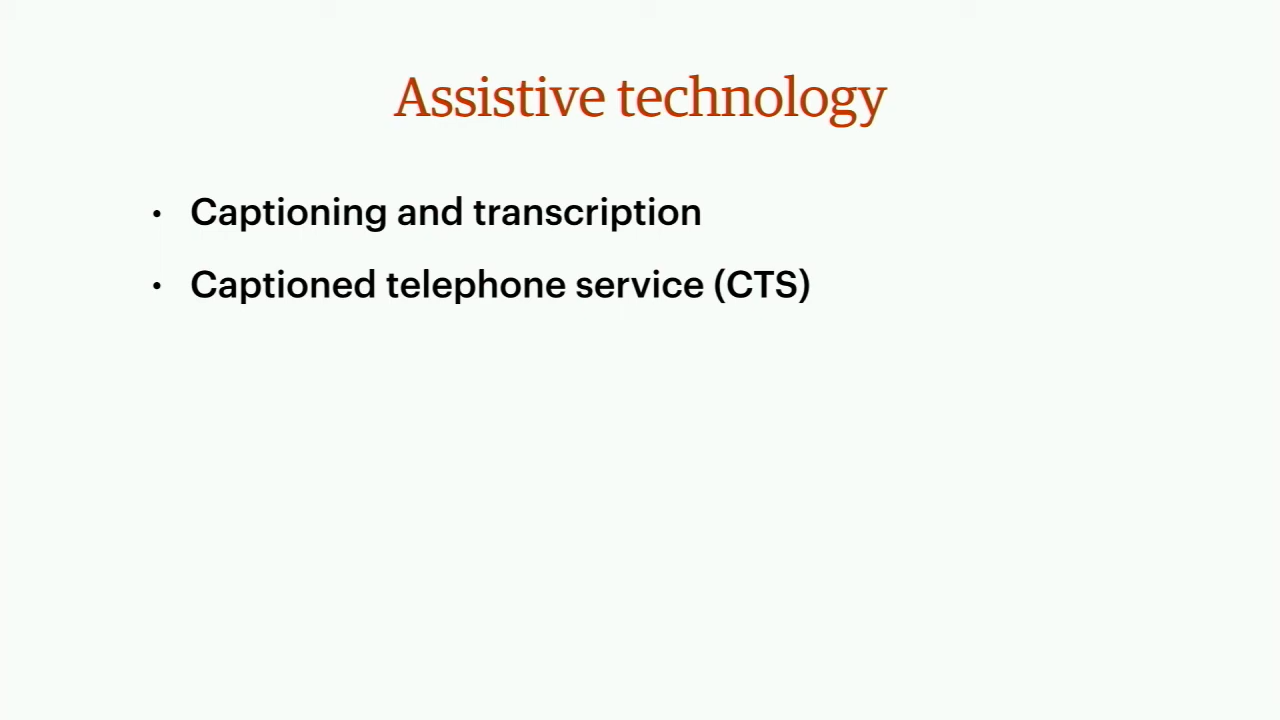 Assistive technology
• Captioning and transcription
• Captioned telephone service (CTS)